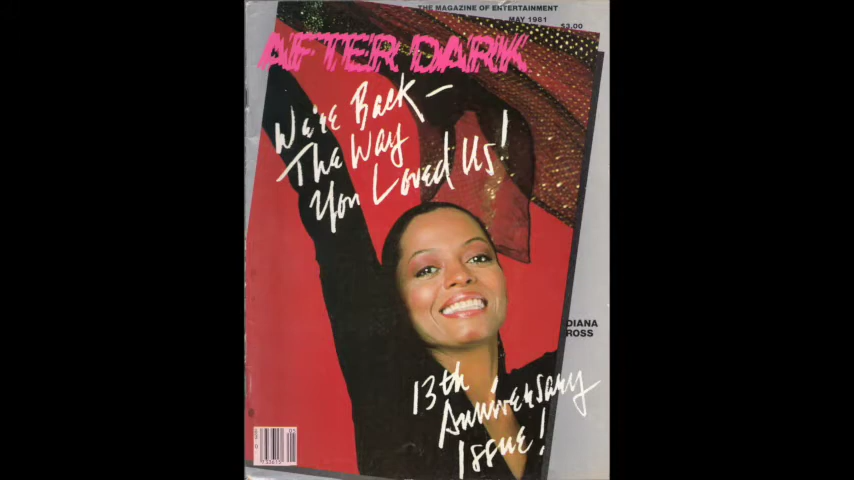 THE MAGAZINE OF ENTERTAINMENT
MAY 1981
$3.00
AFTER DARK
We're Back —
The Way
You Loved Us!
DIANA
ROSS
13th
Anniversary
Issue!